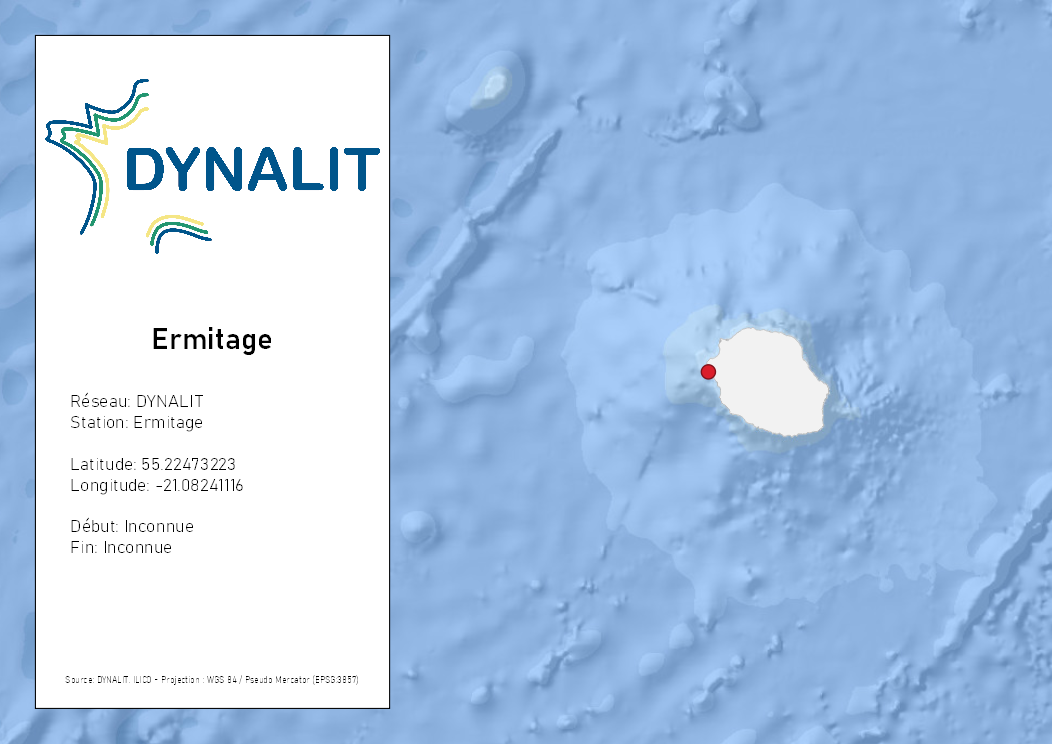 DYNALIT
Ermitage
Réseau: DYNALIT
Station: Ermitage
Latitude: 55.22473223
Longitude: -21.08241116
Début: Inconnue
Fin: Inconnue
Source: DYNALIT, ILICO - Projection : WGS 84 / Pseudo Mercator (EPSG:3857)